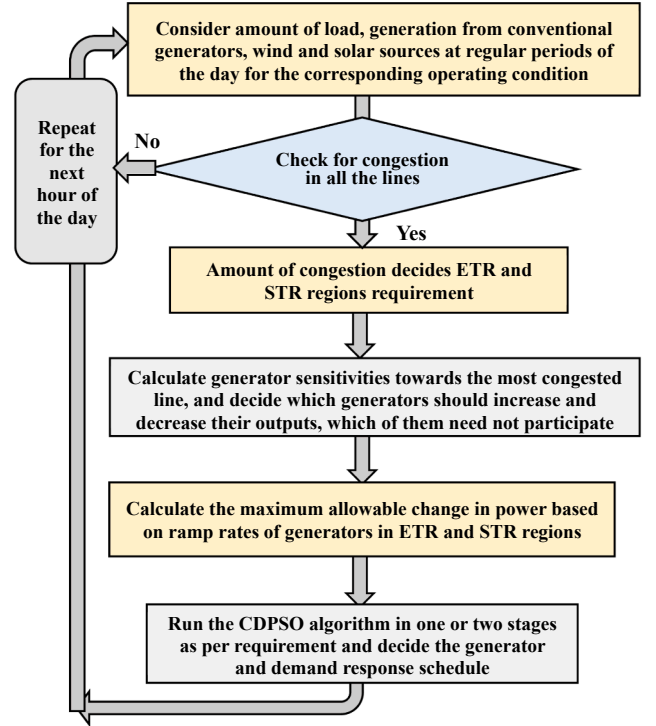 Consider amount of load, generation from conventional
generators, wind and solar sources at regular periods of
the day for the corresponding operating condition
Repeat
for the
next
hour of
the day
No
Check for congestion
in all the lines
Yes
Amount of congestion decides ETR and
STR regions requirement
Calculate generator sensitivities towards the most congested
line, and decide which generators should increase and
decrease their outputs, which of them need not participate
Calculate the maximum allowable change in power based
on ramp rates of generators in ETR and STR regions
Run the CDPSO algorithm in one or two stages
as per requirement and decide the generator
and demand response schedule